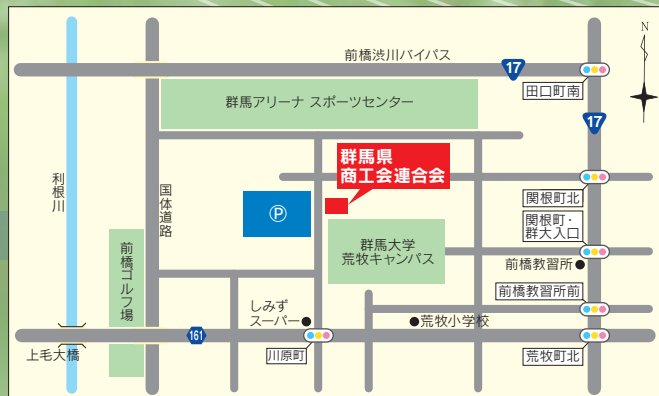 前橋渋川バイパス
17
N
田口町南
17
群馬アリーナ スポーツセンター
群馬県
商工会連合会
利根川
国体道路
P
関根町北
関根町・
群大入口
群馬大学
荒牧キャンパス
前橋ゴルフ場
前橋教習所
前橋教習所前
しみず
スーパー
荒牧小学校
161
上毛大橋
川原町
荒牧町北